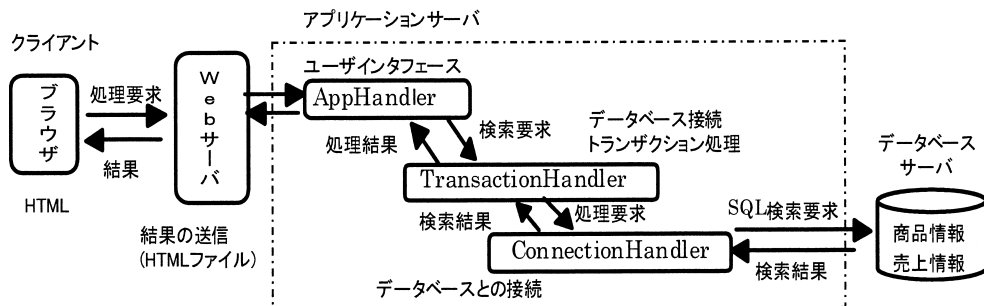 アプリケーションサーバ
クライアント
ブラウザ
HTML
処理要求
結果
Webサーバ
結果の送信
(HTMLファイル)
ユーザインタフェース
AppHandler
処理結果
検索要求
データベース接続
トランザクション処理
TransactionHandler
検索結果
処理要求
ConnectionHandler
データベースとの接続
SQL検索要求
検索結果
データベース
サーバ
商品情報
売上情報